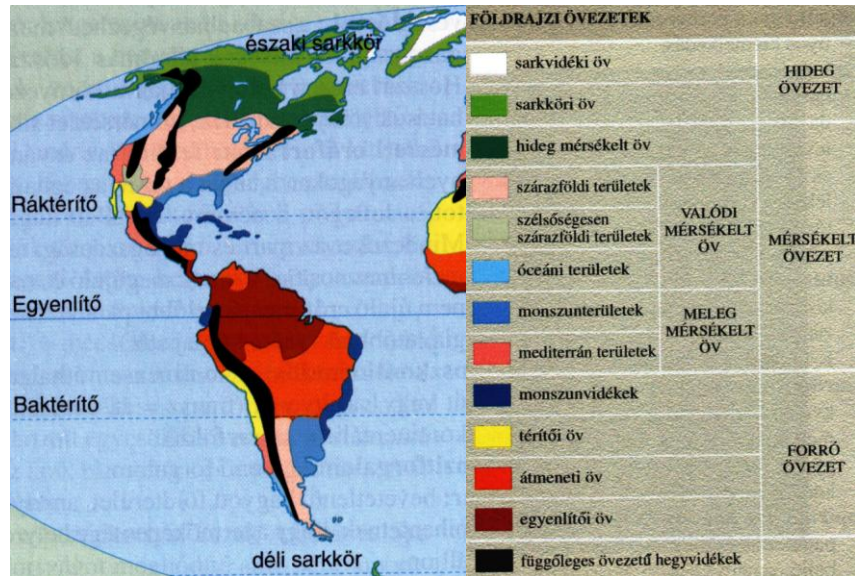 északi sarkkör
Ráktérítő
Egyenlítő
Baktérítő
déli sarkkör
FÖLDRAJZI ÖVEZETEK
sarkvidéki öv
sarkköri öv
HIDEG
ÖVEZET
hideg mérsékelt öv
szárazföldi területek
szélsőségesen
szárazföldi területek
óceáni területek
VALÓDI
MÉRSÉKELT
ÖV
monszunterületek
mediterrán területek
MELEG
MÉRSÉKELT
ÖV
MÉRSÉKELT
ÖVEZET
monszunvidékek
térítői öv
átmeneti öv
egyenlítői öv
FORRÓ
ÖVEZET
függőleges övezetű hegyvidékek